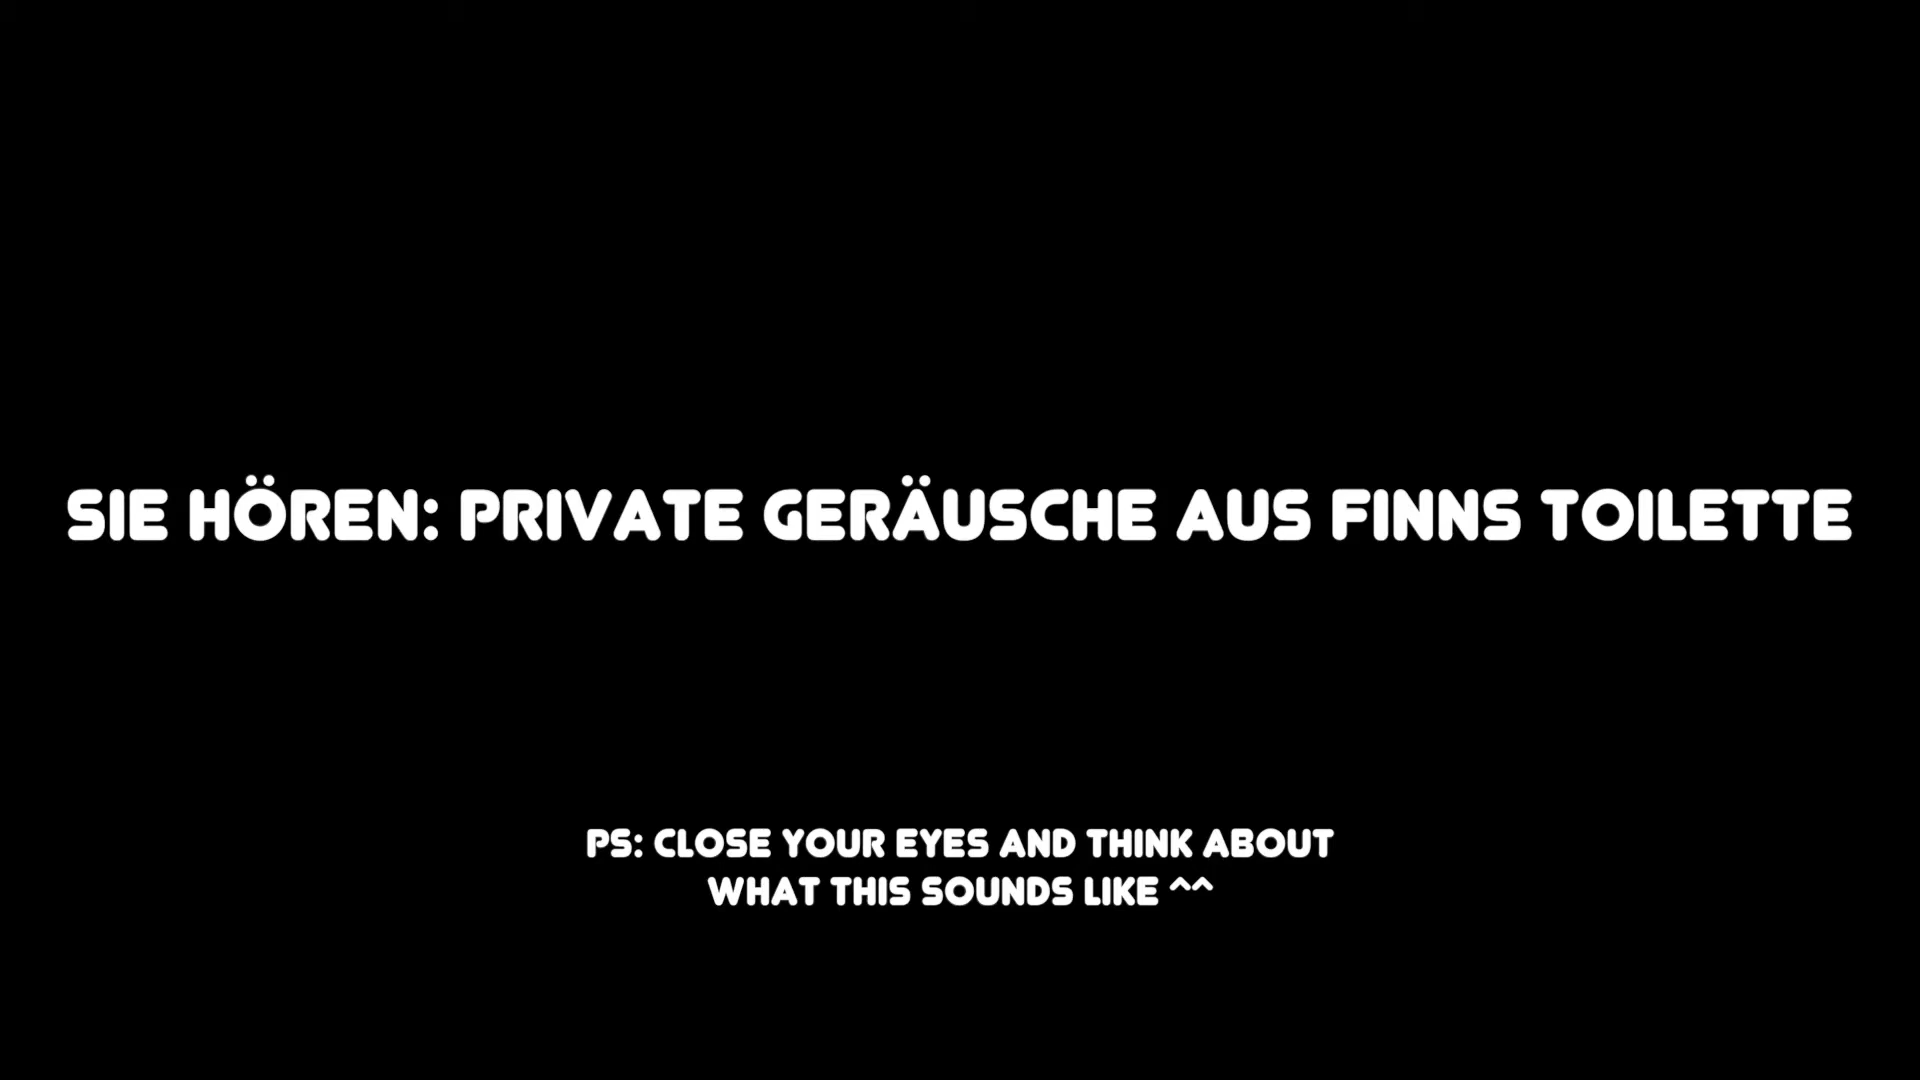 SIE HÖREN: PRIVATE GERÄUSCHE AUS FINNS TOILETTE
PS: CLOSE YOUR EYES AND THINK ABOUT
WHAT THIS SOUNDS LIKE ^^